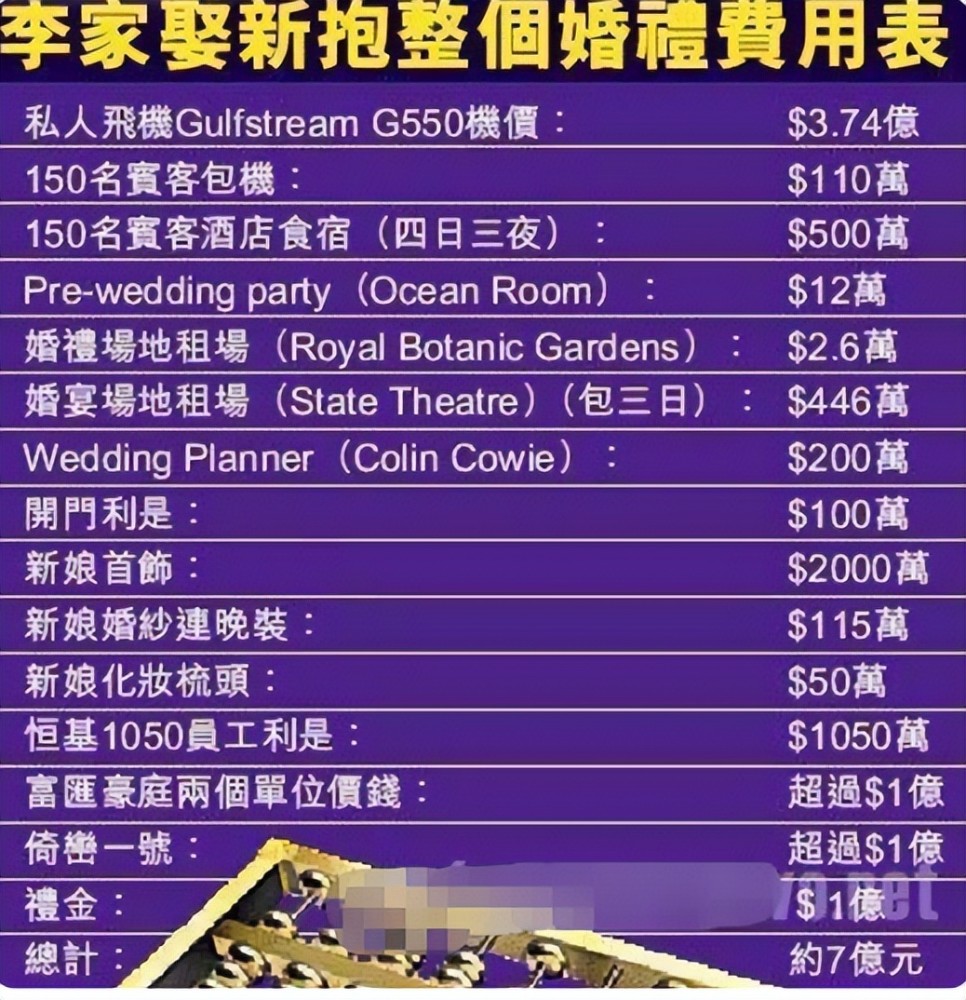 李家娶新抱整個婚禮費用表
私人飛機Gulfstream G550機價： $3.74億
150名賓客包機： $110萬
150名賓客酒店食宿（四日三夜）： $500萬
Pre-wedding party（Ocean Room）： $12萬
婚禮場地租場（Royal Botanic Gardens）： $2.6萬
婚宴場地租場（State Theatre）（包三日）： $446萬
Wedding Planner（Colin Cowie）： $200萬
開門利是： $100萬
新娘首飾： $2000萬
新娘婚紗連晚裝： $115萬
新娘化妝梳頭： $50萬
恒基1050員工利是： $1050萬
富匯豪庭兩個單位價錢： 超過$1億
倚巒一號： 超過$1億
禮金： $1億
總計： 約7億元